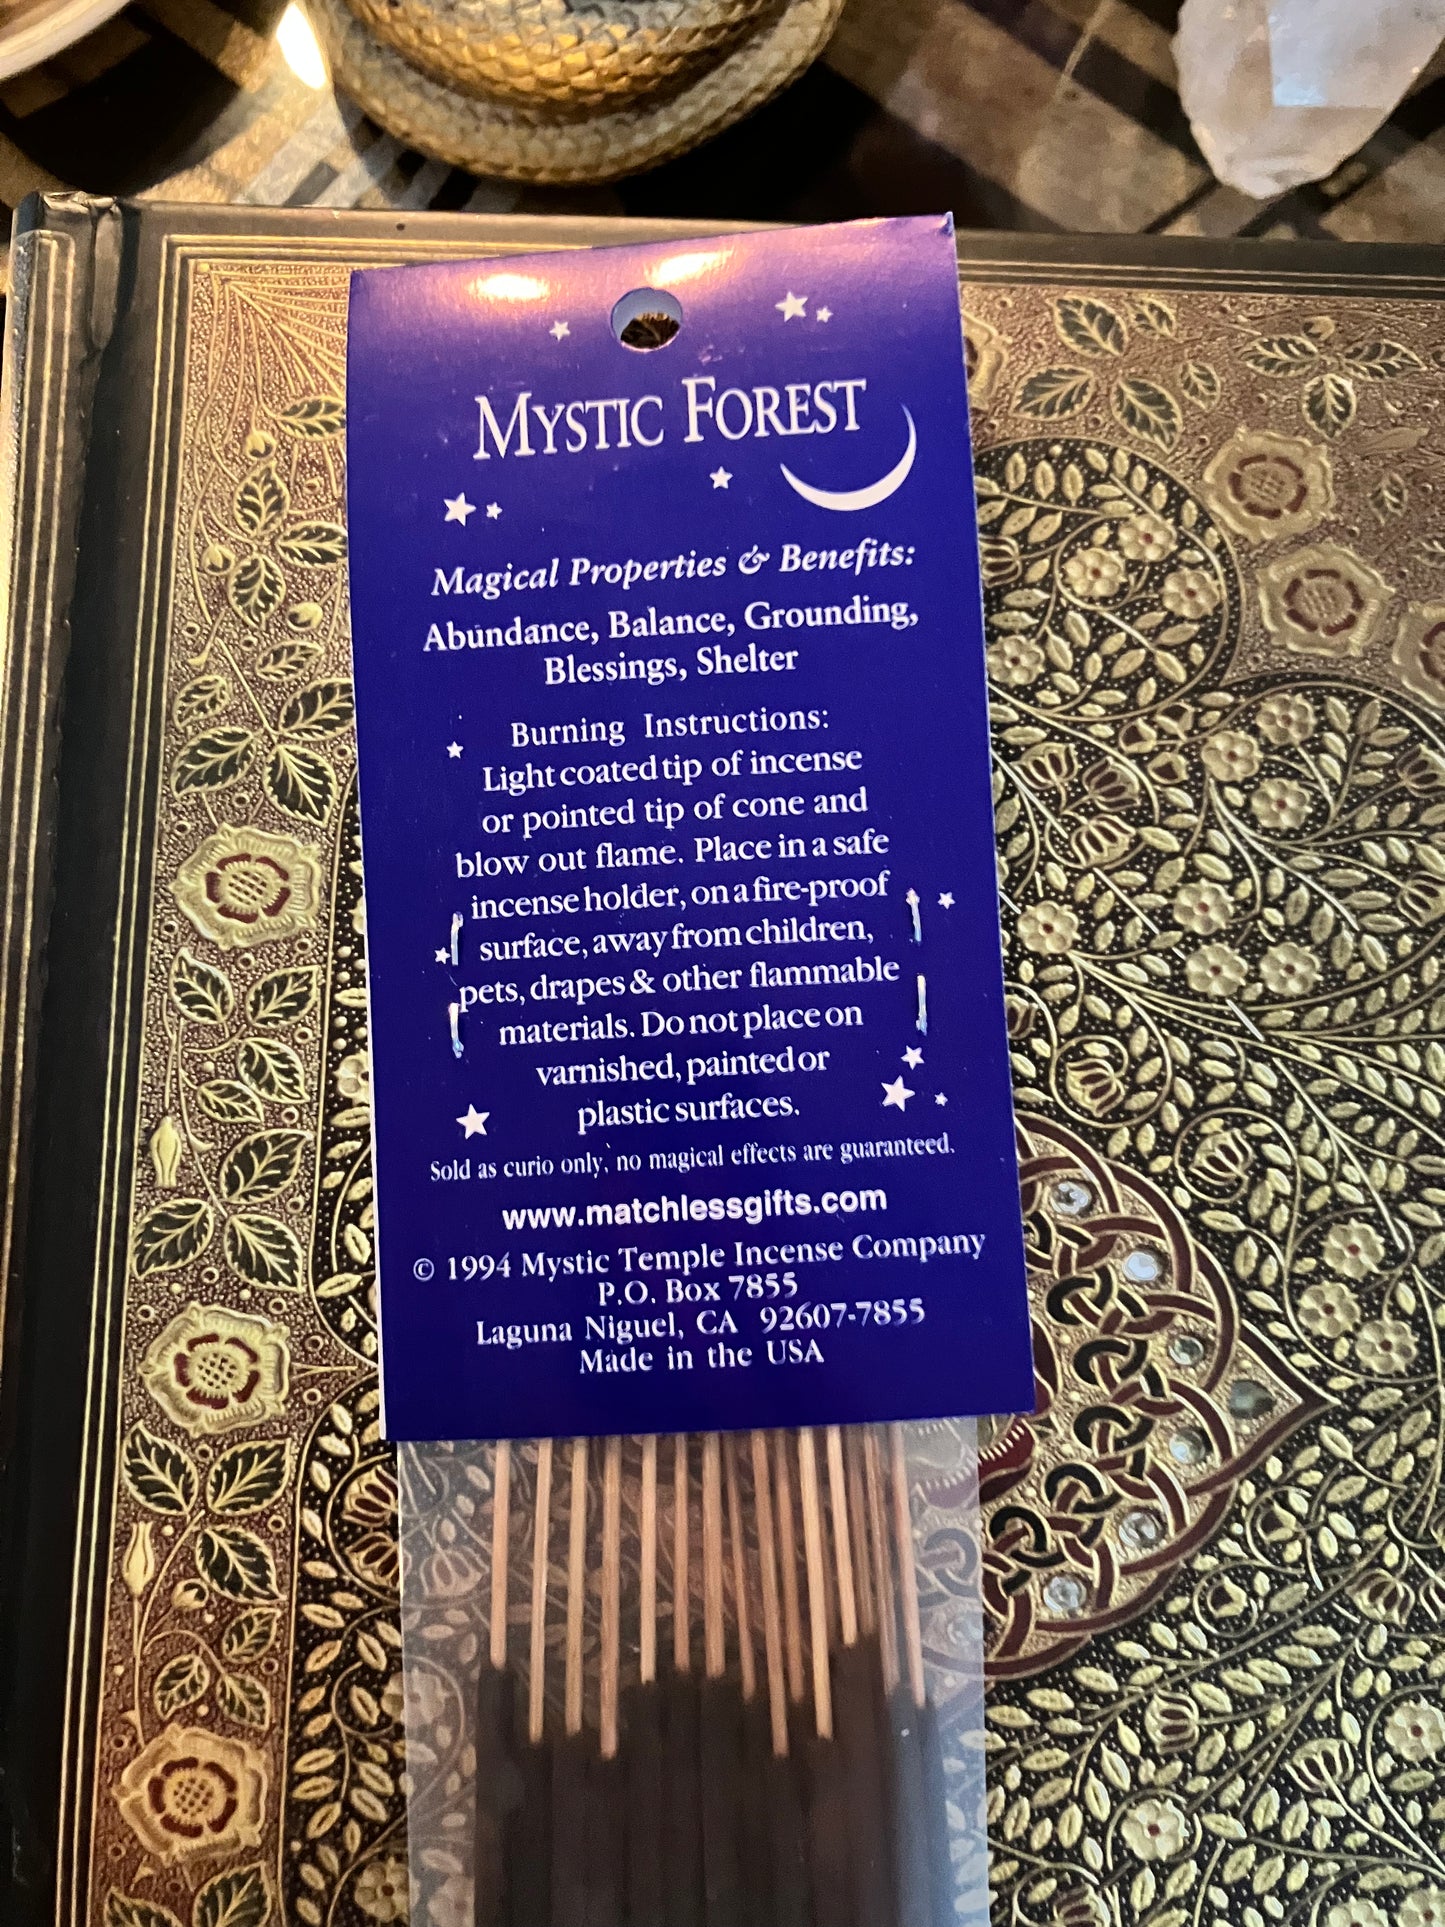 MYSTIC FOREST
Magical Properties & Benefits:
Abundance, Balance, Grounding,
Blessings, Shelter
Burning Instructions:
Light coated tip of incense
or pointed tip of cone and
blow out flame. Place in a safe
incense holder, on a fire-proof
surface, away from children,
pets, drapes & other flammable
materials. Do not place on
varnished, painted or
plastic surfaces.
Sold as curio only, no magical effects are guaranteed.
www.matchlessgifts.com
© 1994 Mystic Temple Incense Company
P.O. Box 7855
Laguna Niguel, CA 92607-7855
Made in the USA